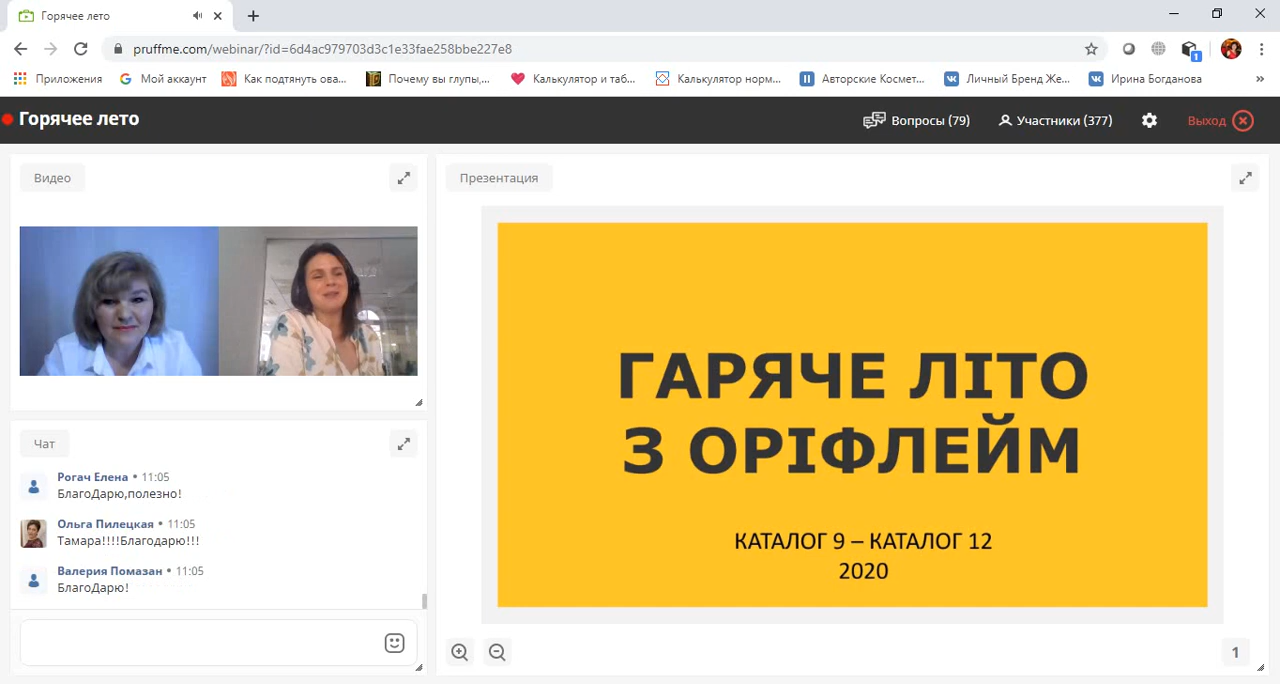 Горячее лето
pruffme.com/webinar/?id=6d4ac979703d3c1e33fae258bbe227e8
Приложения
Мой аккаунт
Как подтянуть ова...
Почему вы глупы,...
Калькулятор и таб...
Калькулятор норм...
Авторские Космет...
Личный Бренд Же...
Ирина Богданова
»
1
Горячее лето
Вопросы (79)
Участники (377)
Выход
Видео
Презентация
ГАРЯЧЕ ЛІТО
З ОРІФЛЕЙМ
КАТАЛОГ 9 – КАТАЛОГ 12
2020
Чат
Рогач Елена • 11:05
БлагоДарю,полезно!
Ольга Пилецкая • 11:05
Тамара!!!!Благодарю!!!
Валерия Помазан • 11:05
БлагоДарю!
1